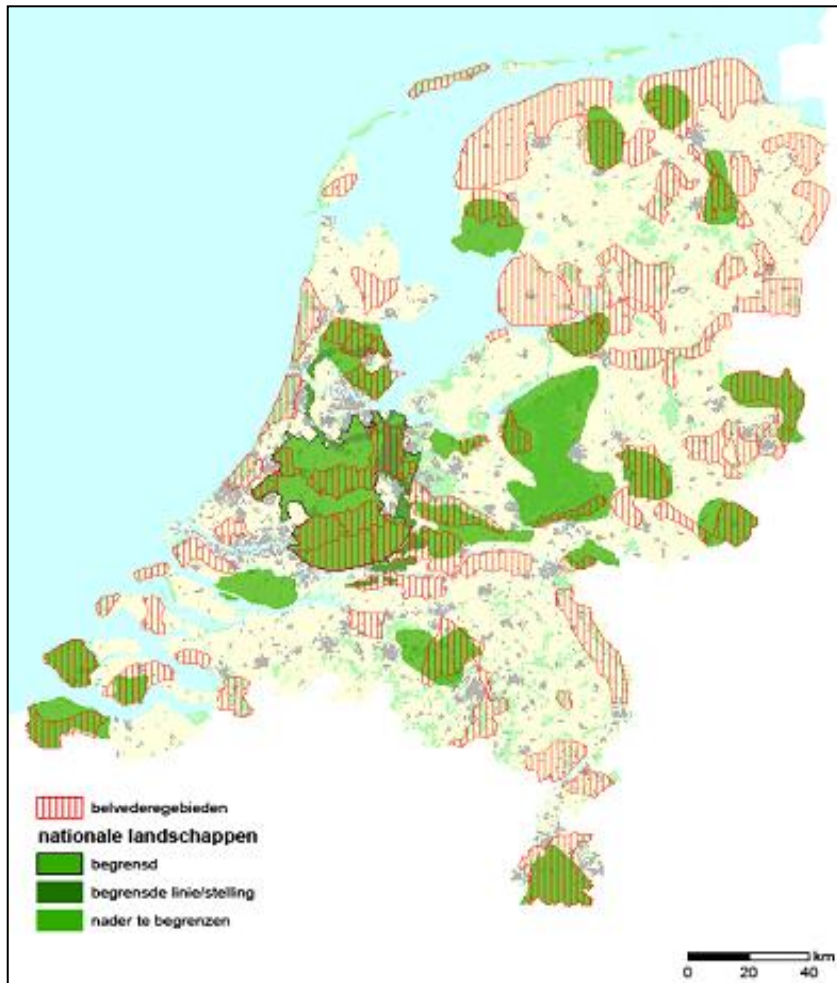 belvederegebieden
nationale landschappen
begrensd
begrensde linie/stelling
nader te begrenzen
km
0 20 40